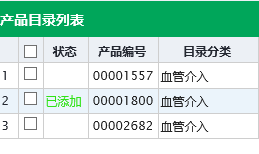 产品目录列表
状态 产品编号 目录分类
1 00001557 血管介入
2 已添加 00001800 血管介入
3 00002682 血管介入